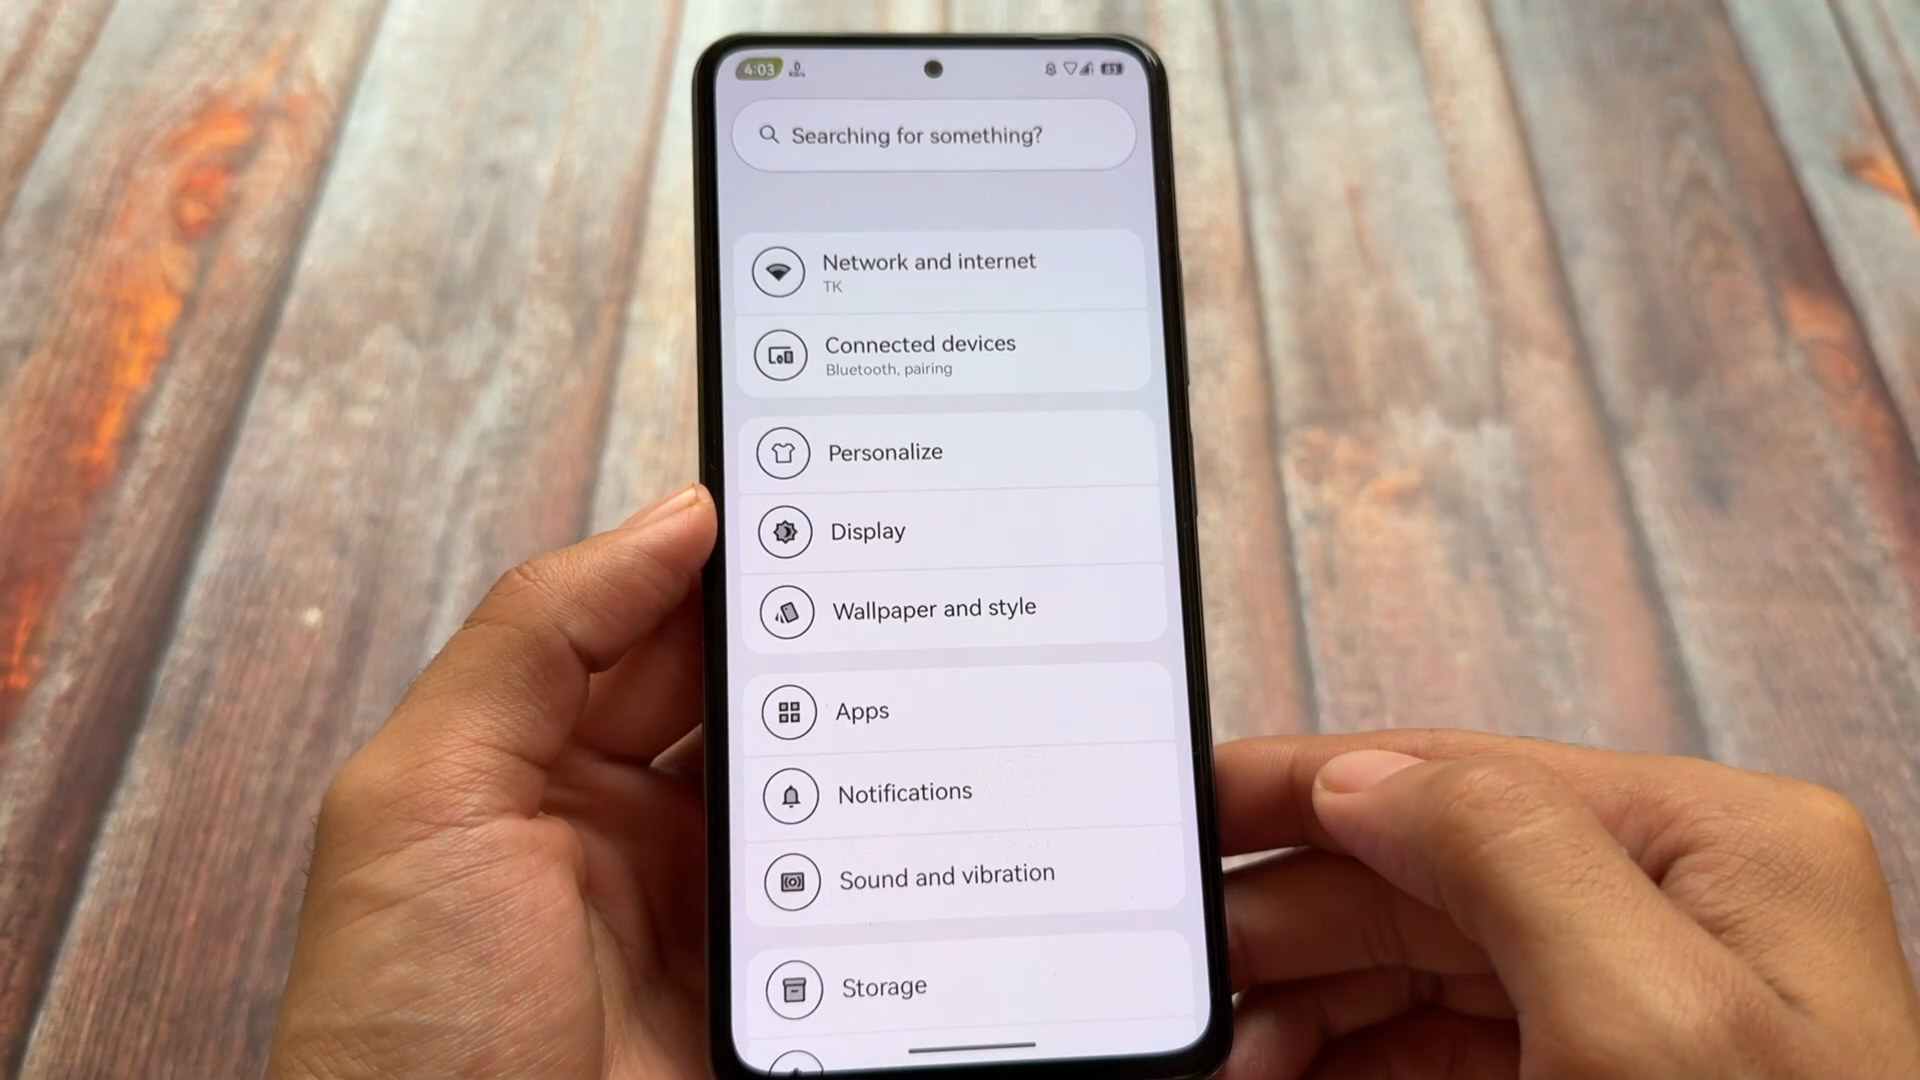 4:03
0
Searching for something?
Network and internet
TK
Connected devices
Bluetooth, pairing
Personalize
Display
Wallpaper and style
Apps
Notifications
Sound and vibration
Storage